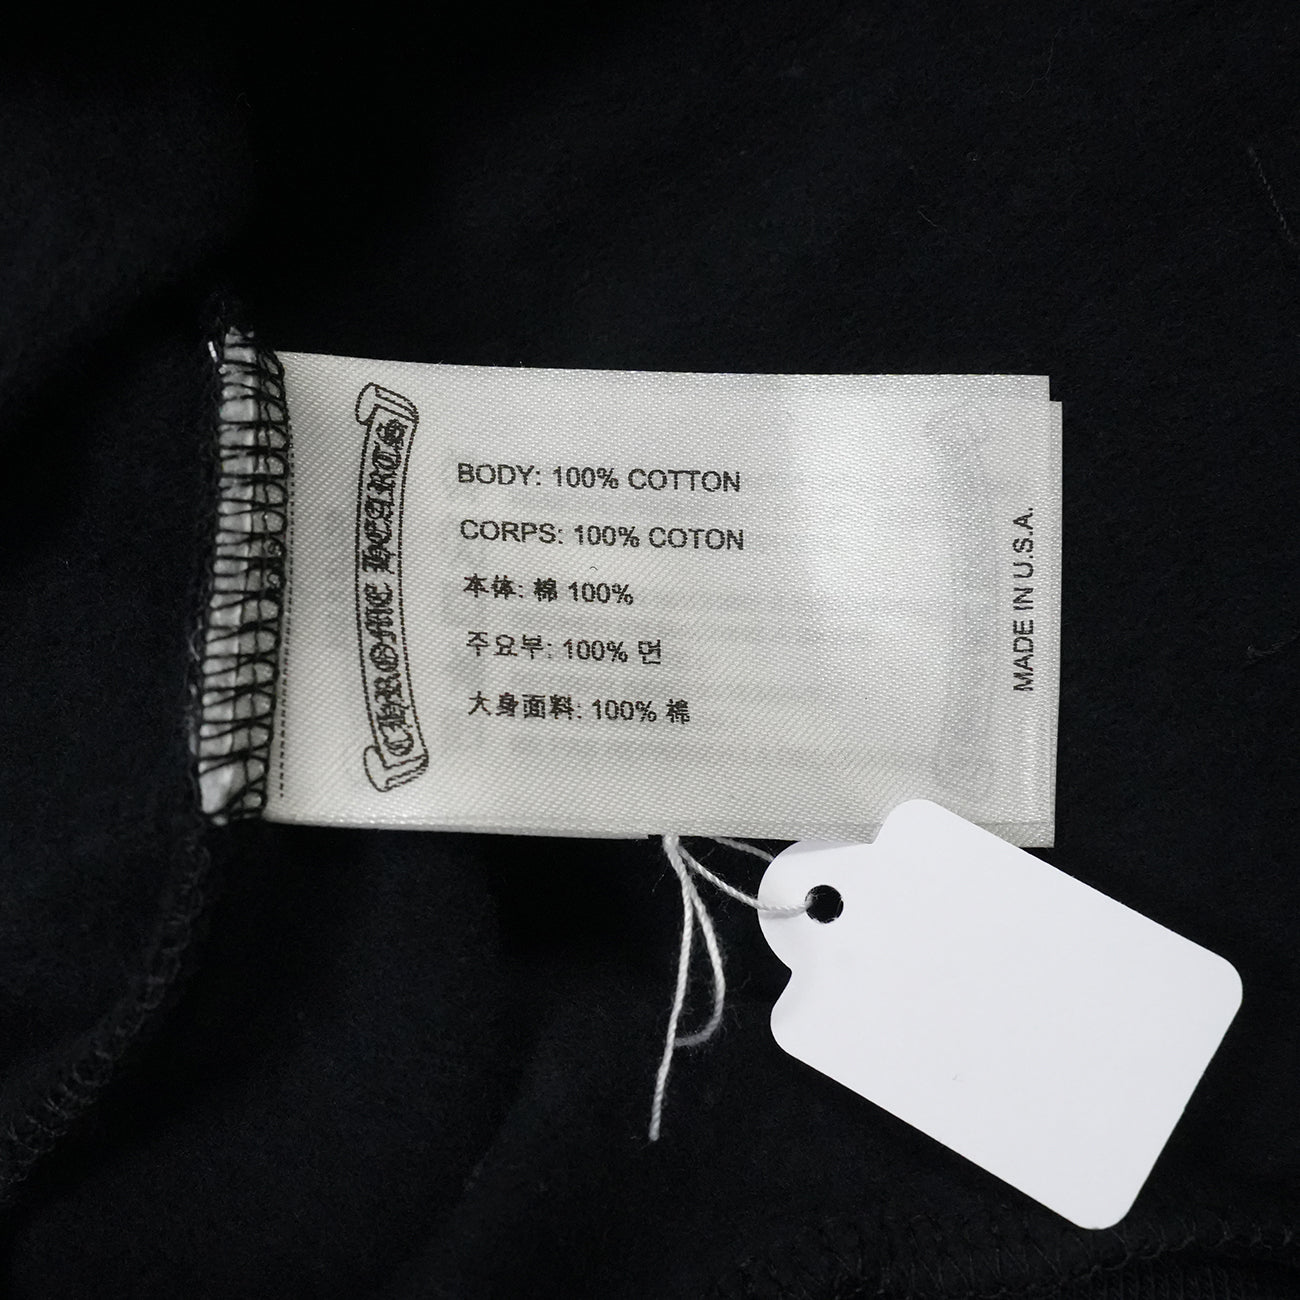 CHROME HEARTS
BODY: 100% COTTON
CORPS: 100% COTON
本体: 棉 100%
주요부: 100% 면
大身面料: 100% 棉
MADE IN U.S.A.